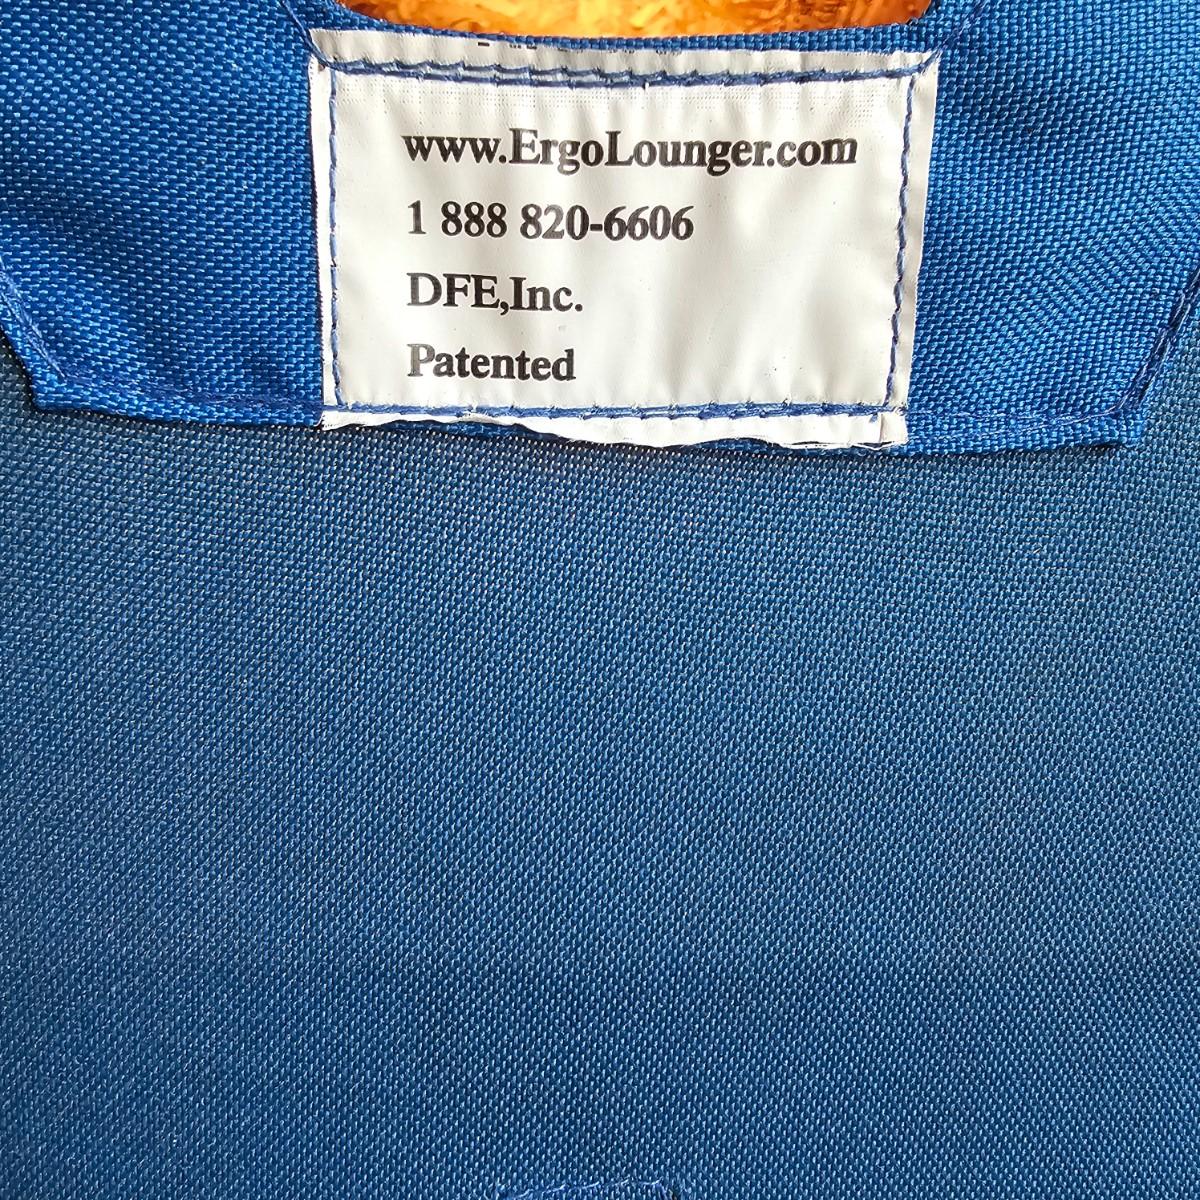 www.ErgoLounger.com
1 888 820-6606
DFE,Inc.
Patented